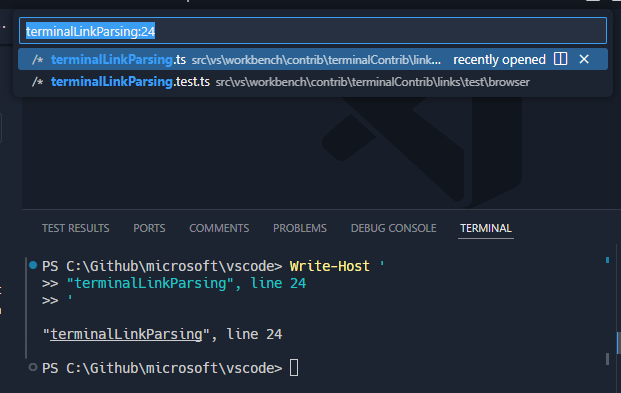 terminalLinkParsing:24
/* terminalLinkParsing.ts src\vs\workbench\contrib\terminalContrib\link... recently opened
/* terminalLinkParsing.test.ts src\vs\workbench\contrib\terminalContrib\links\test\browser
TEST RESULTS PORTS COMMENTS PROBLEMS DEBUG CONSOLE TERMINAL
PS C:\Github\microsoft\vscode> Write-Host '
>> "terminalLinkParsing", line 24
>> '
"terminalLinkParsing", line 24
PS C:\Github\microsoft\vscode>